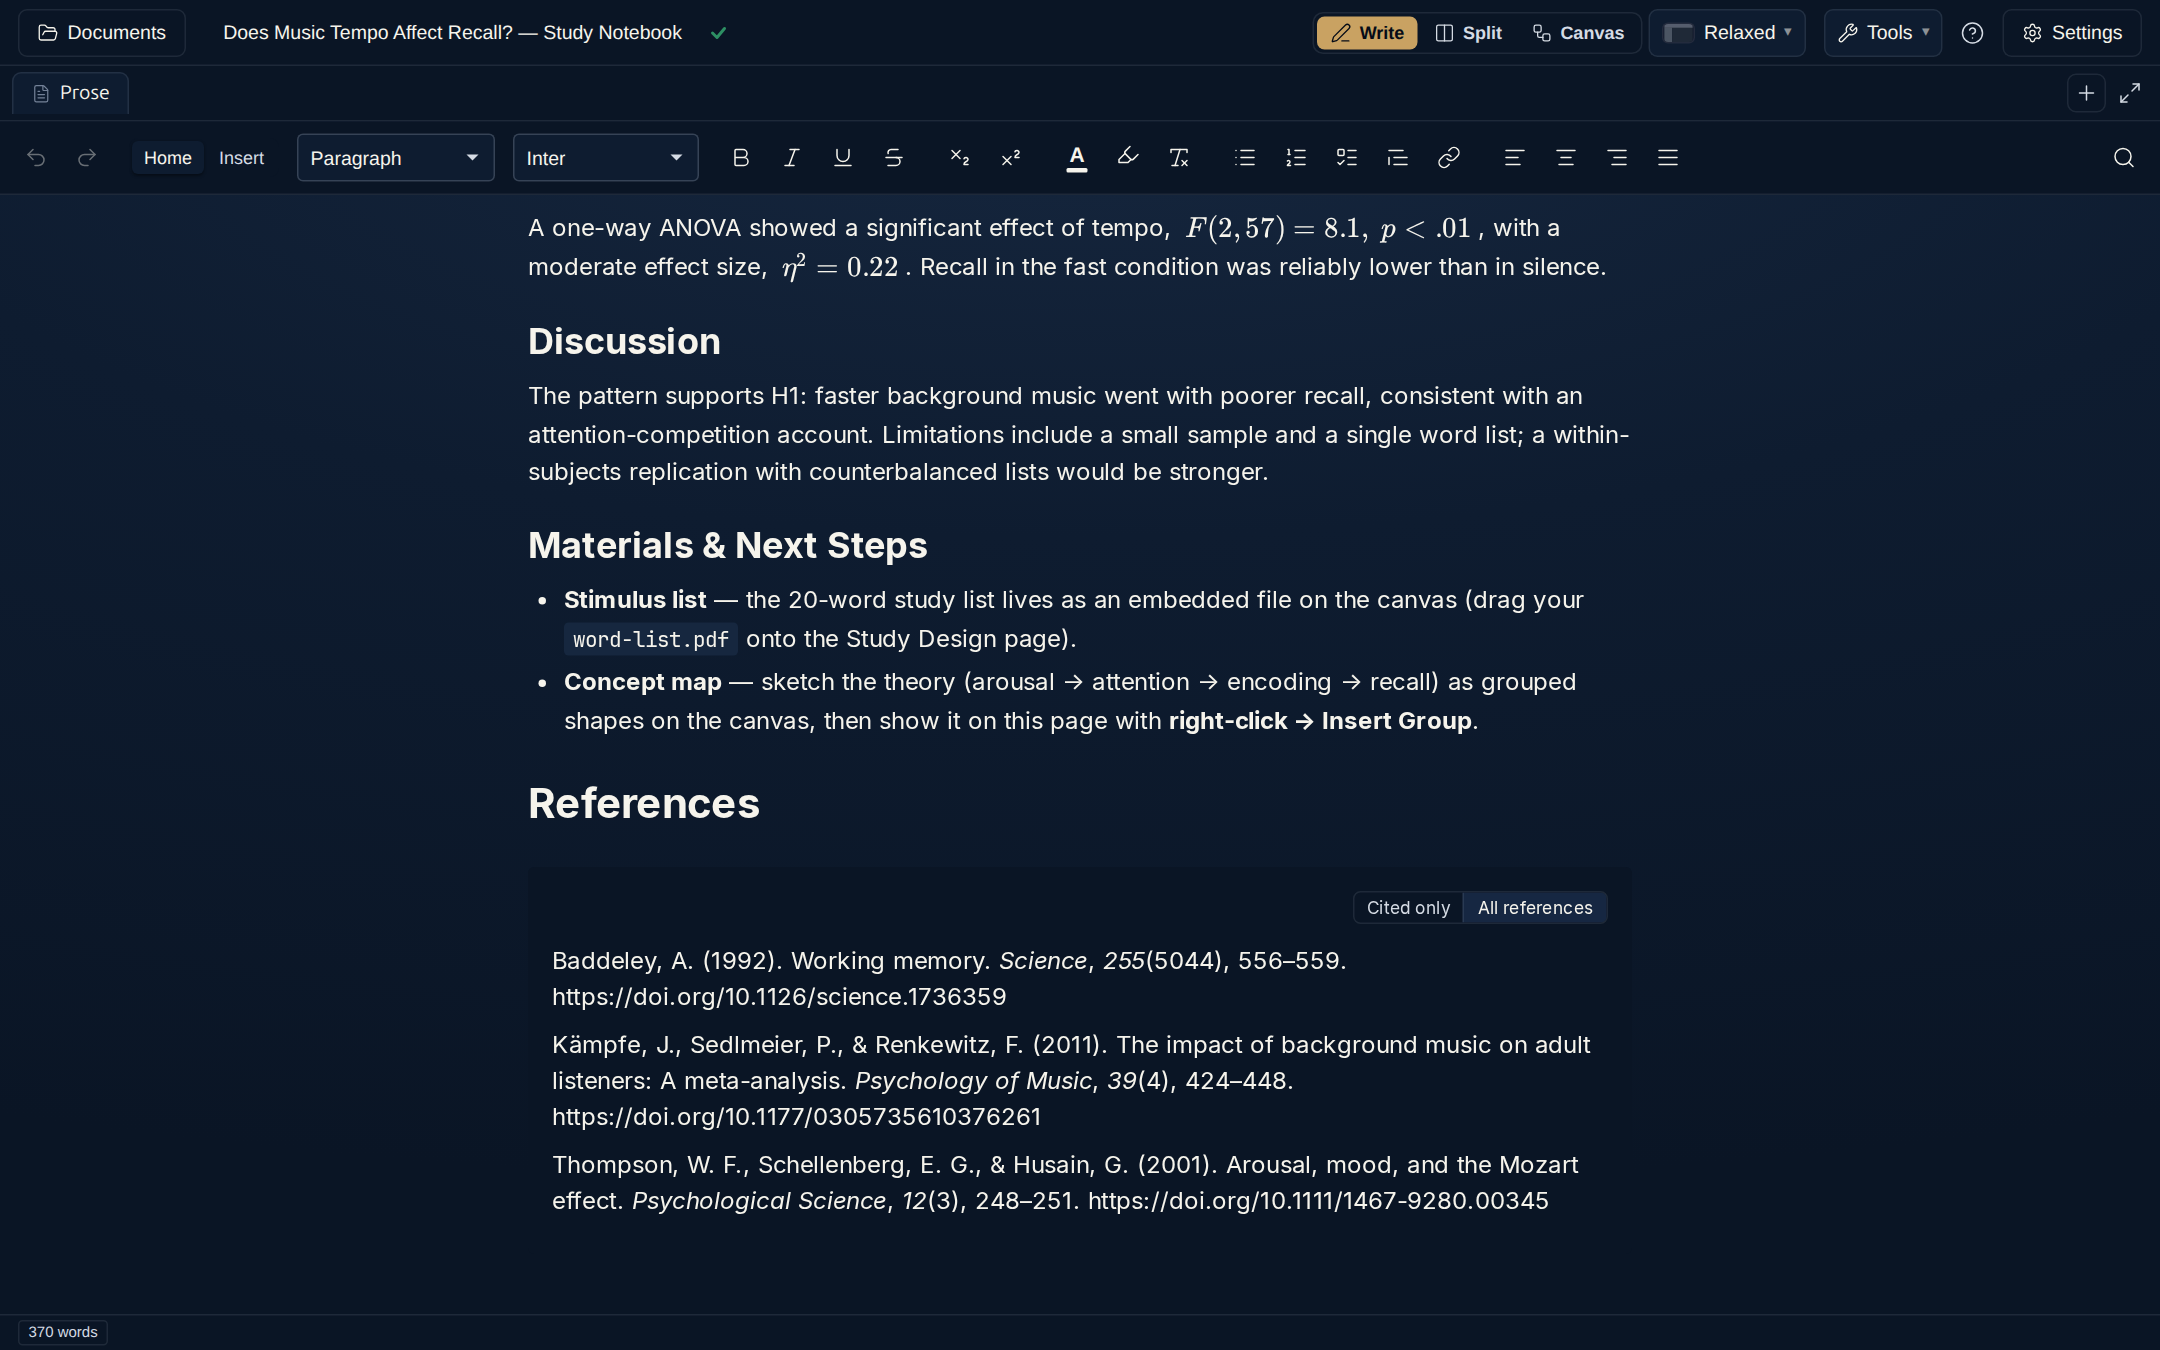 Documents
Does Music Tempo Affect Recall? — Study Notebook
Write
Split
Canvas
Relaxed
Tools
Settings
Prose
Home
Insert
Paragraph
Inter
A one-way ANOVA showed a significant effect of tempo, F(2, 57) = 8.1, p < .01 , with a
moderate effect size, η² = 0.22 . Recall in the fast condition was reliably lower than in silence.
Discussion
The pattern supports H1: faster background music went with poorer recall, consistent with an
attention-competition account. Limitations include a small sample and a single word list; a within-
subjects replication with counterbalanced lists would be stronger.
Materials & Next Steps
• Stimulus list — the 20-word study list lives as an embedded file on the canvas (drag your
word-list.pdf onto the Study Design page).
• Concept map — sketch the theory (arousal → attention → encoding → recall) as grouped
shapes on the canvas, then show it on this page with right-click → Insert Group.
References
Cited only
All references
Baddeley, A. (1992). Working memory. Science, 255(5044), 556–559.
https://doi.org/10.1126/science.1736359
Kämpfe, J., Sedlmeier, P., & Renkewitz, F. (2011). The impact of background music on adult
listeners: A meta-analysis. Psychology of Music, 39(4), 424–448.
https://doi.org/10.1177/0305735610376261
Thompson, W. F., Schellenberg, E. G., & Husain, G. (2001). Arousal, mood, and the Mozart
effect. Psychological Science, 12(3), 248–251. https://doi.org/10.1111/1467-9280.00345
370 words